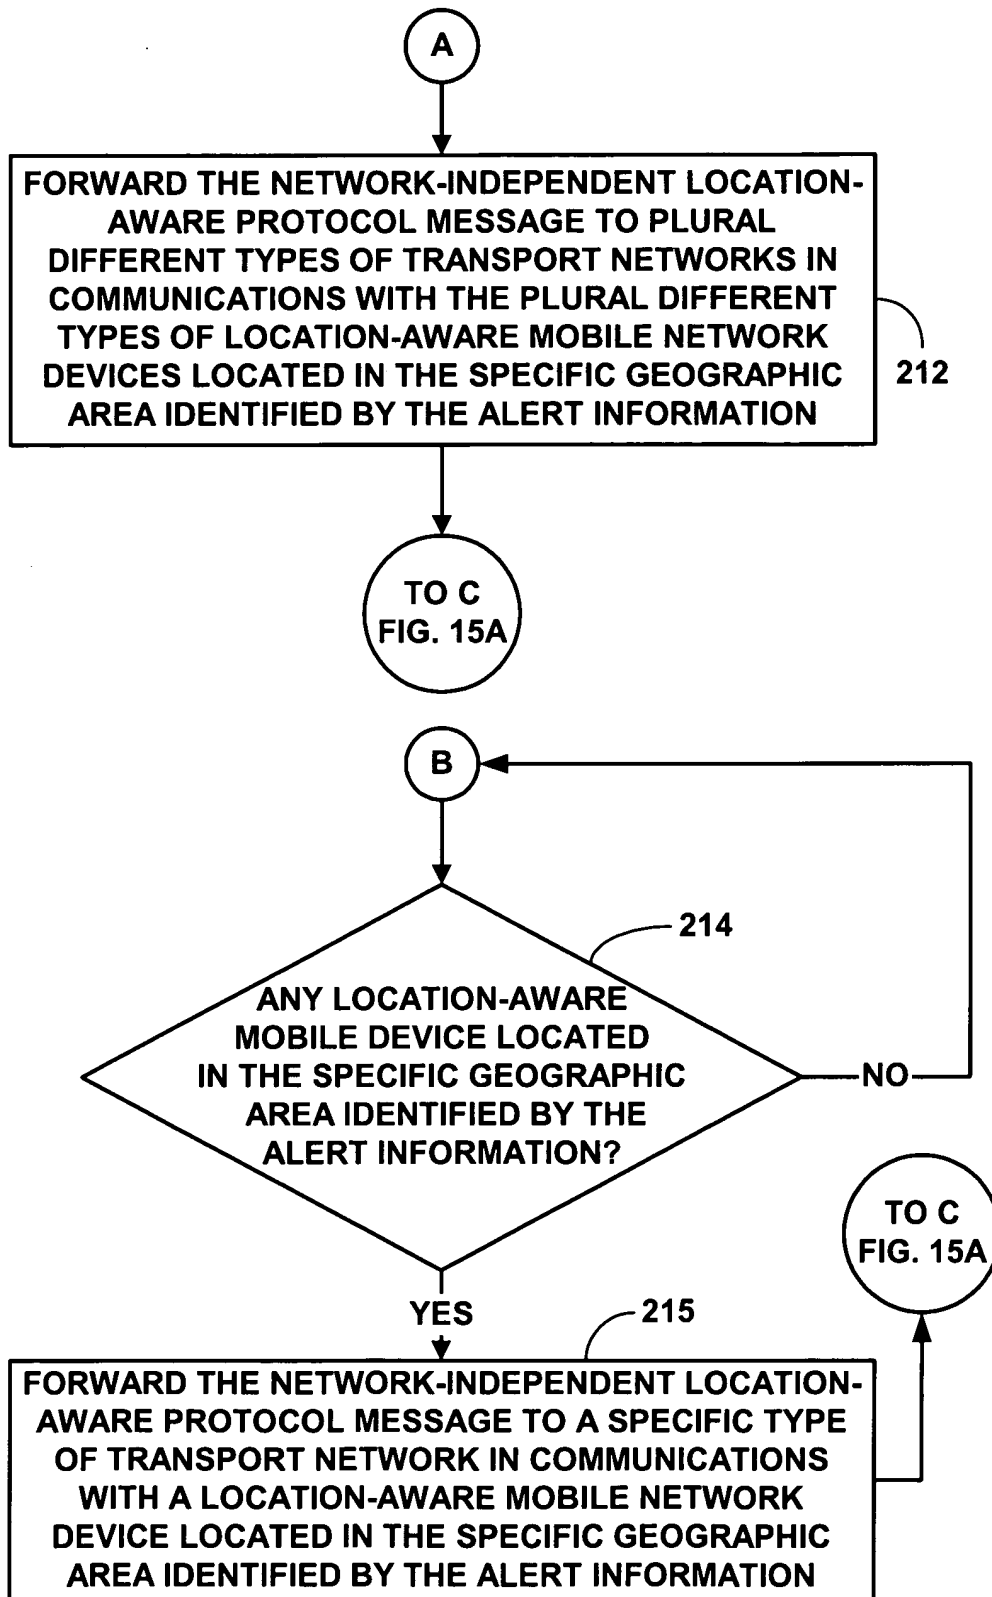 A
FORWARD THE NETWORK-INDEPENDENT LOCATION-
AWARE PROTOCOL MESSAGE TO PLURAL
DIFFERENT TYPES OF TRANSPORT NETWORKS IN
COMMUNICATIONS WITH THE PLURAL DIFFERENT
TYPES OF LOCATION-AWARE MOBILE NETWORK
DEVICES LOCATED IN THE SPECIFIC GEOGRAPHIC
AREA IDENTIFIED BY THE ALERT INFORMATION
212
TO C
FIG. 15A
B
214
ANY LOCATION-AWARE
MOBILE DEVICE LOCATED
IN THE SPECIFIC GEOGRAPHIC
AREA IDENTIFIED BY THE
ALERT INFORMATION?
NO
TO C
FIG. 15A
YES
215
FORWARD THE NETWORK-INDEPENDENT LOCATION-
AWARE PROTOCOL MESSAGE TO A SPECIFIC TYPE
OF TRANSPORT NETWORK IN COMMUNICATIONS
WITH A LOCATION-AWARE MOBILE NETWORK
DEVICE LOCATED IN THE SPECIFIC GEOGRAPHIC
AREA IDENTIFIED BY THE ALERT INFORMATION